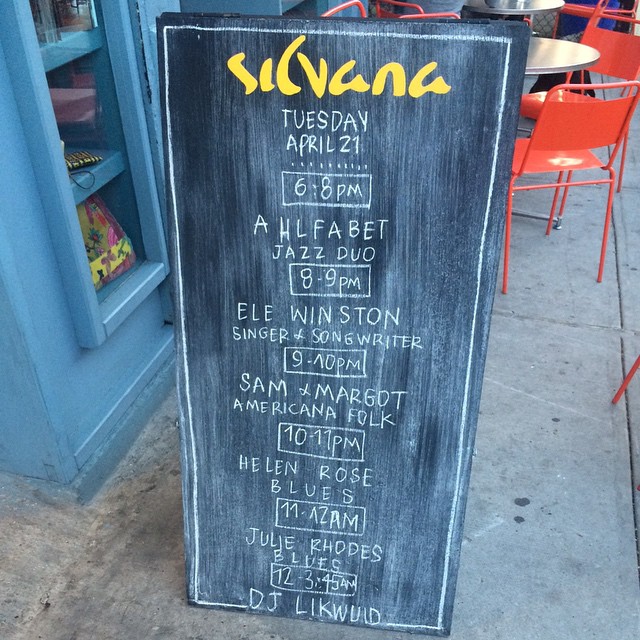 silvana
TUESDAY
APRIL 21
6-8PM
AHLFABET
JAZZ DUO
8-9PM
ELE WINSTON
SINGER & SONGWRITER
9-10PM
SAM & MARGOT
AMERICANA FOLK
10-11PM
HELEN ROSE
BLUES
11-12AM
JULIE RHODES
BLUES
12 3:45AM
DJ LIKWUID